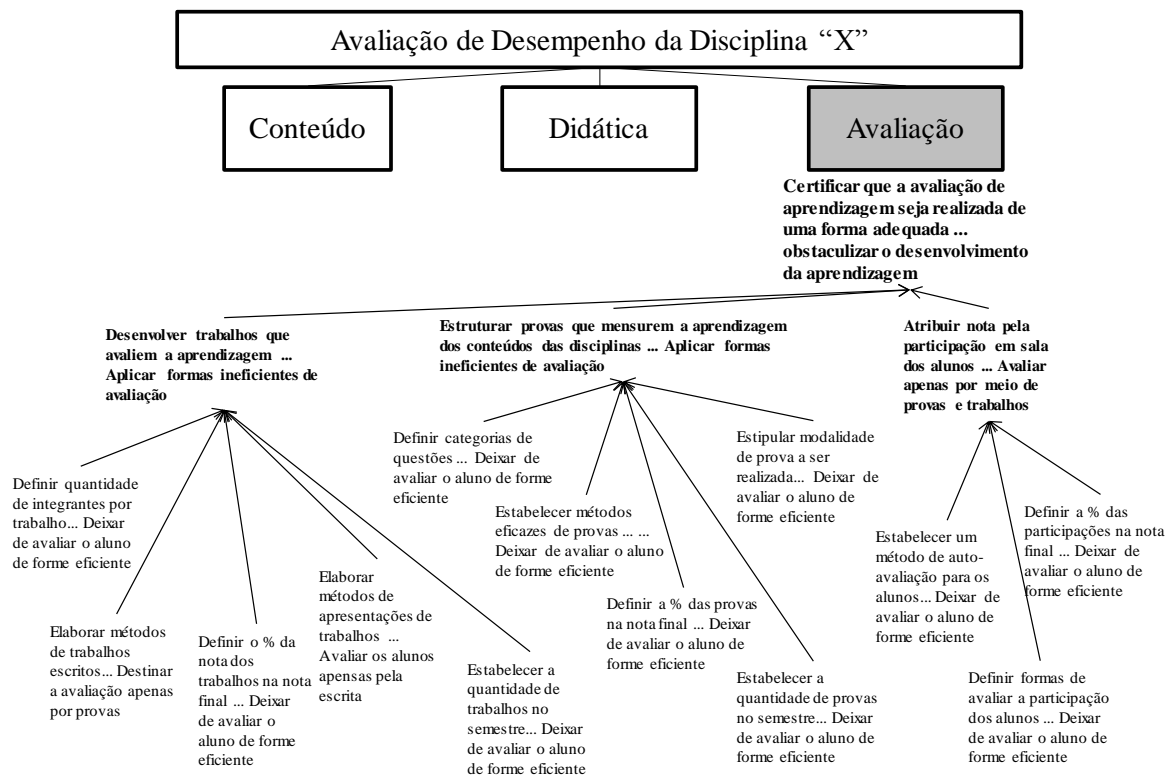 Avaliação de Desempenho da Disciplina “X”
Conteúdo
Didática
Avaliação
Certificar que a avaliação de
aprendizagem seja realizada de
uma forma adequada ...
obstaculizar o desenvolvimento
da aprendizagem
Desenvolver trabalhos que
avaliem a aprendizagem ...
Aplicar formas ineficientes de
avaliação
Estruturar provas que mensurem a aprendizagem
dos conteúdos das disciplinas ... Aplicar formas
ineficientes de avaliação
Atribuir nota pela
participação em sala
dos alunos ... Avaliar
apenas por meio de
provas e trabalhos
Definir quantidade
de integrantes por
trabalho... Deixar
de avaliar o aluno
de forme eficiente
Elaborar métodos
de trabalhos
escritos... Destinar
a avaliação apenas
por provas
Definir o % da
nota dos
trabalhos na nota
final ... Deixar
de avaliar o
aluno de forme
eficiente
Elaborar
métodos de
apresentações de
trabalhos ...
Avaliar os alunos
apensas pela
escrita
Estabelecer a
quantidade de
trabalhos no
semestre... Deixar
de avaliar o aluno
de forme eficiente
Definir categorias de
questões ... Deixar de
avaliar o aluno de forme
eficiente
Estabelecer métodos
eficazes de provas ... ...
Deixar de avaliar o aluno
de forme eficiente
Definir a % das provas
na nota final ... Deixar
de avaliar o aluno de
forme eficiente
Estabelecer a
quantidade de provas
no semestre... Deixar
de avaliar o aluno de
forme eficiente
Estipular modalidade
de prova a ser
realizada... Deixar de
avaliar o aluno de
forme eficiente
Estabelecer um
método de auto-
avaliação para os
alunos... Deixar de
avaliar o aluno de
forme eficiente
Definir formas de
avaliar a participação
dos alunos ... Deixar
de avaliar o aluno de
forme eficiente
Definir a % das
participações na nota
final ... Deixar de
avaliar o aluno de
forme eficiente